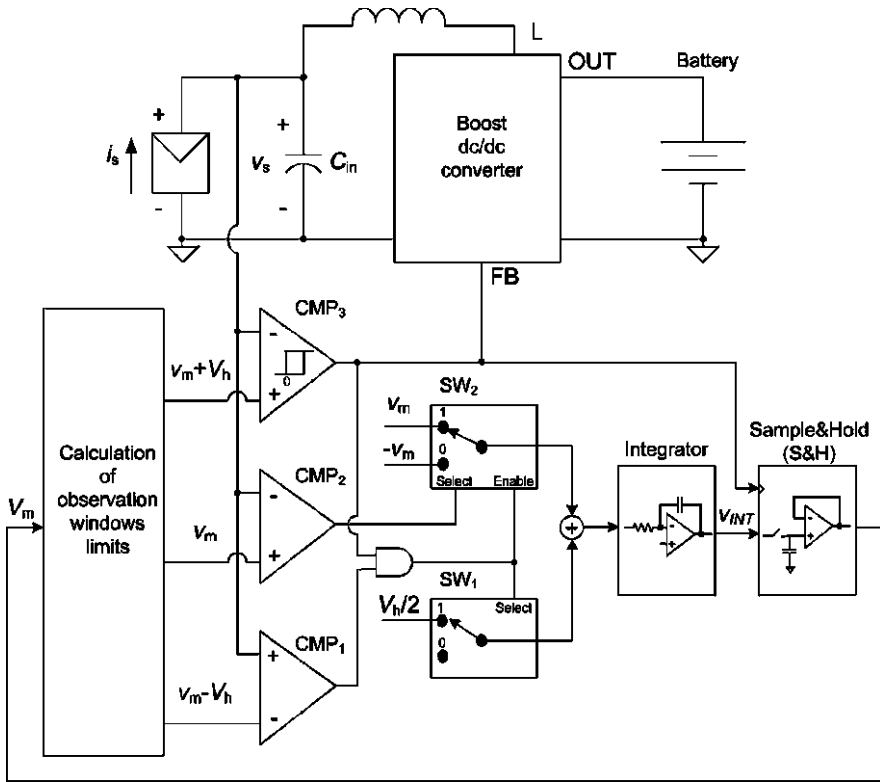 L
OUT
Battery
Boost
dc/dc
converter
+
i_s
-
+
v_s
C_in
-
FB
CMP_3
-
0
+
v_m+V_h
Calculation
of
observation
windows
limits
V_m
CMP_2
-
+
v_m
CMP_1
+
-
v_m-V_h
SW_2
v_m
1
0
-v_m
Select
Enable
SW_1
V_h/2
1
0
Select
+
Integrator
-
+
v_INT
Sample&Hold
(S&H)
-
+